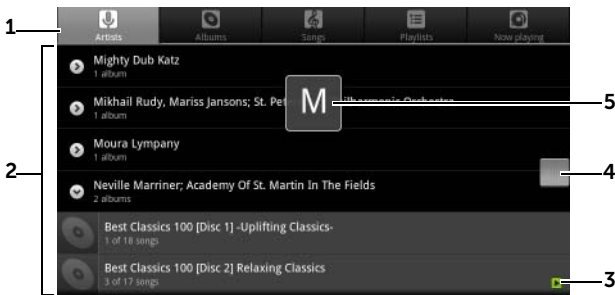 1
Artists
Albums
Songs
Playlists
Now playing
2
Mighty Dub Katz
1 album
Mikhail Rudy, Mariss Jansons; St. Pet
M
Orchestra
5
Moura Lympany
1 album
4
Neville Marriner; Academy Of St. Martin In The Fields
2 albums
Best Classics 100 [Disc 1] -Uplifting Classics-
1 of 18 songs
Best Classics 100 [Disc 2] Relaxing Classics
3 of 17 songs
3
1 album